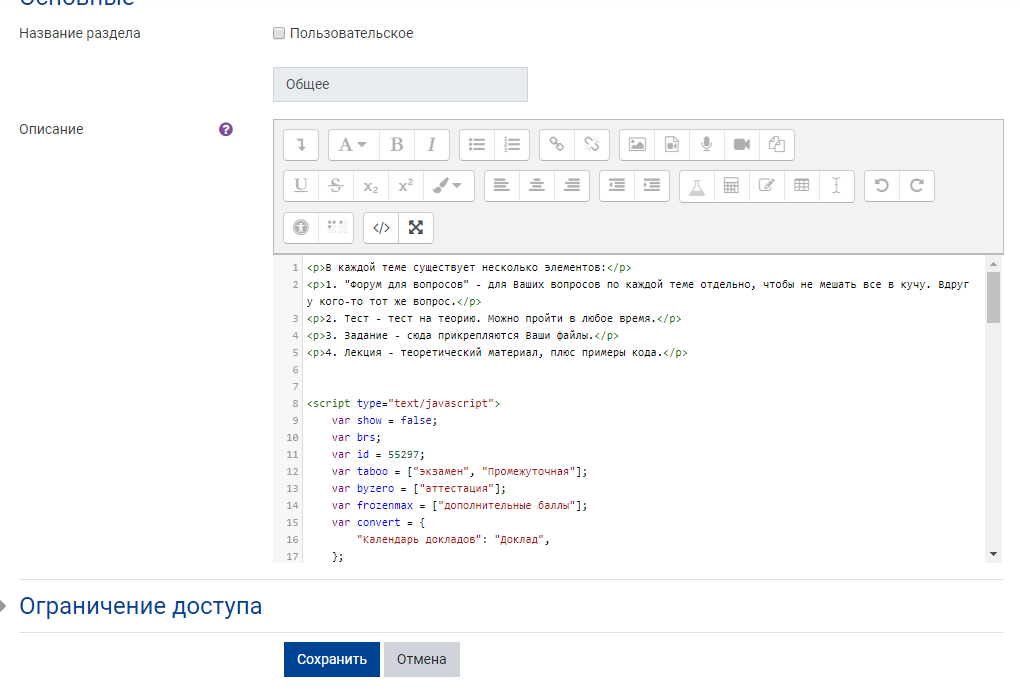 Основные
Название раздела
Пользовательское
Общее
Описание
?
A B I
U S x₂ x²
</>
1 <p>В каждой теме существует несколько элементов:</p>
2 <p>1. "Форум для вопросов" - для Ваших вопросов по каждой теме отдельно, чтобы не мешать все в кучу. Вдруг
у кого-то тот же вопрос.</p>
3 <p>2. Тест - тест на теорию. Можно пройти в любое время.</p>
4 <p>3. Задание - сюда прикрепляются Ваши файлы.</p>
5 <p>4. Лекция - теоретический материал, плюс примеры кода.</p>
6
7
8 <script type="text/javascript">
9 var show = false;
10 var brs;
11 var id = 55297;
12 var taboo = ["экзамен", "Промежуточная"];
13 var byzero = ["аттестация"];
14 var frozenmax = ["дополнительные баллы"];
15 var convert = {
16 "Календарь докладов": "Доклад",
17 };
Ограничение доступа
Сохранить
Отмена